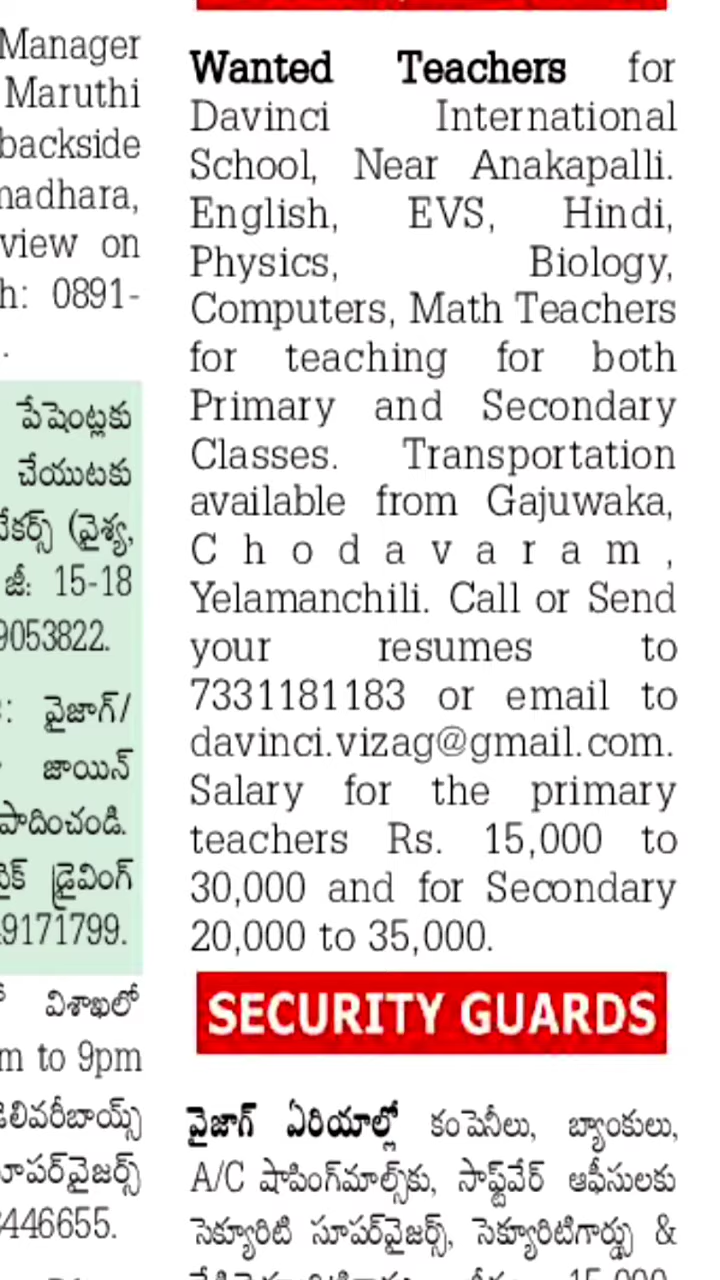 Manager
Maruthi
backside
madhara,
view on
h: 0891-
.
పేషెంట్లకు
చేయుటకు
కేకర్స్ (వైశ్య,
జీ: 15-18
9053822.
: వైజాగ్/
జాయిన్
పాదించండి.
బైక్ డ్రైవింగ్
49171799.
విశాఖలో
m to 9pm
డెలివరీబాయ్స్
సూపర్‌వైజర్స్
446655.
Wanted Teachers for
Davinci International
School, Near Anakapalli.
English, EVS, Hindi,
Physics, Biology,
Computers, Math Teachers
for teaching for both
Primary and Secondary
Classes. Transportation
available from Gajuwaka,
Chodavaram,
Yelamanchili. Call or Send
your resumes to
7331181183 or email to
davinci.vizag@gmail.com.
Salary for the primary
teachers Rs. 15,000 to
30,000 and for Secondary
20,000 to 35,000.
SECURITY GUARDS
వైజాగ్ ఏరియాల్లో కంపెనీలు, బ్యాంకులు,
A/C షాపింగ్‌మాల్స్‌కు, సాఫ్ట్‌వేర్ ఆఫీసులకు
సెక్యూరిటి సూపర్‌వైజర్స్, సెక్యూరిటిగార్డ్సు &